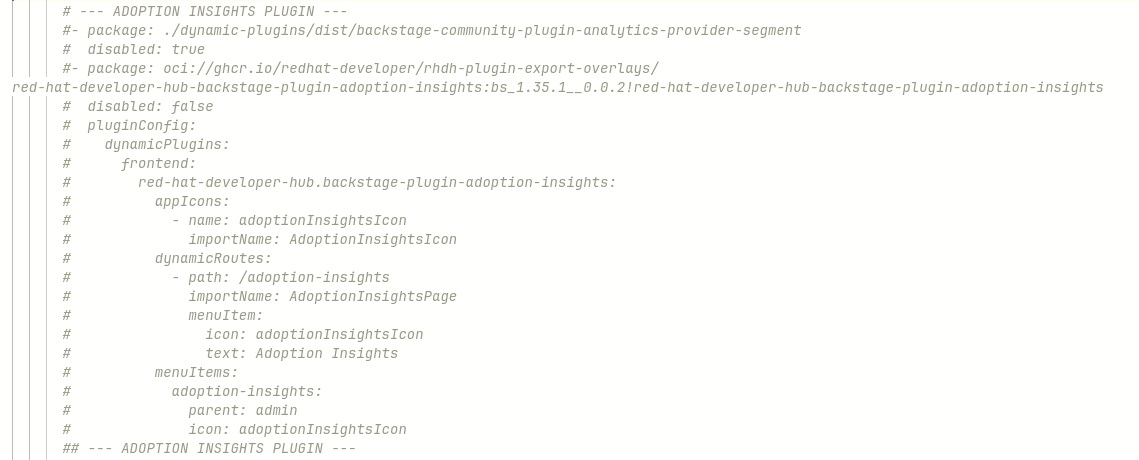 # --- ADOPTION INSIGHTS PLUGIN ---
#- package: ./dynamic-plugins/dist/backstage-community-plugin-analytics-provider-segment
#  disabled: true
#- package: oci://ghcr.io/redhat-developer/rhdh-plugin-export-overlays/
red-hat-developer-hub-backstage-plugin-adoption-insights:bs_1.35.1__0.0.2!red-hat-developer-hub-backstage-plugin-adoption-insights
#  disabled: false
#  pluginConfig:
#    dynamicPlugins:
#      frontend:
#        red-hat-developer-hub.backstage-plugin-adoption-insights:
#          appIcons:
#            - name: adoptionInsightsIcon
#              importName: AdoptionInsightsIcon
#          dynamicRoutes:
#            - path: /adoption-insights
#              importName: AdoptionInsightsPage
#              menuItem:
#                icon: adoptionInsightsIcon
#                text: Adoption Insights
#          menuItems:
#            adoption-insights:
#              parent: admin
#              icon: adoptionInsightsIcon
## --- ADOPTION INSIGHTS PLUGIN ---